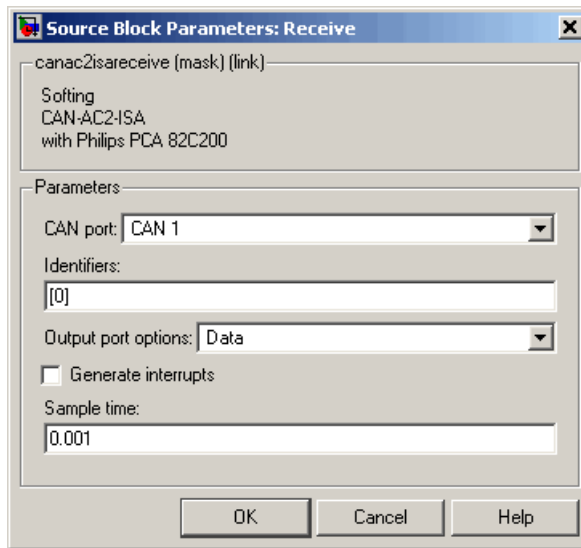 Source Block Parameters: Receive
canac2isareceive (mask) (link)
Softing
CAN-AC2-ISA
with Philips PCA 82C200
Parameters
CAN port: CAN 1
Identifiers:
[0]
Output port options: Data
Generate interrupts
Sample time:
0.001
OK Cancel Help